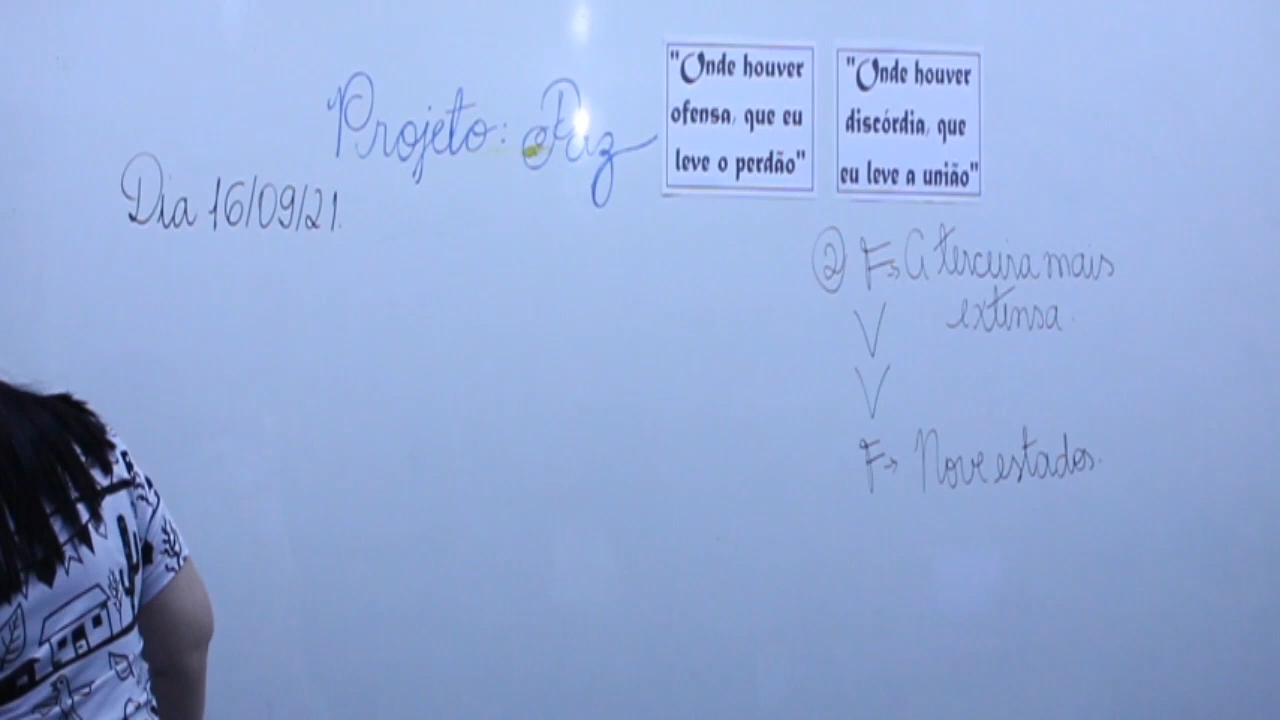 Projeto: Paz
"Onde houver
ofensa, que eu
leve o perdão"
"Onde houver
discórdia, que
eu leve a união"
Dia 16/09/21.
② F→ A terceira mais
extensa.
V
V
F→ Nove estados.